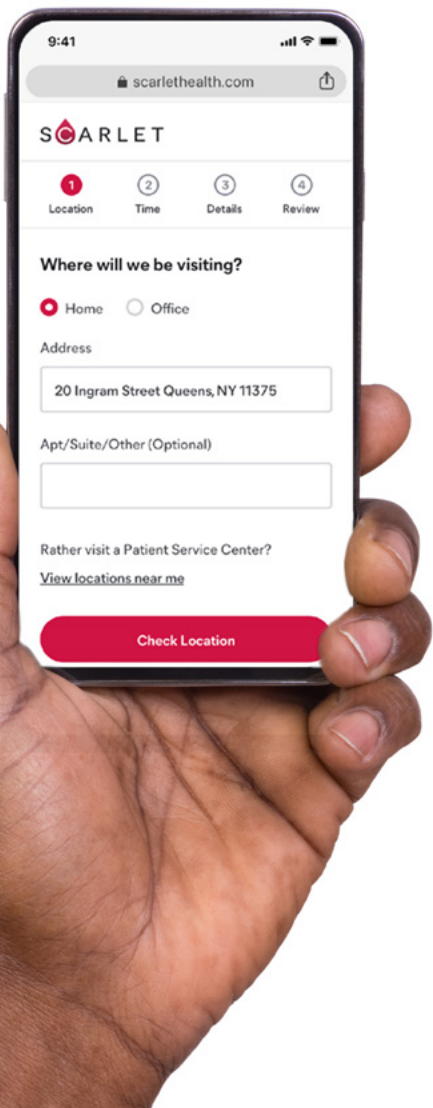 9:41
scarlethealth.com
SCARLET
1 2 3 4
Location Time Details Review
Where will we be visiting?
Home Office
Address
20 Ingram Street Queens, NY 11375
Apt/Suite/Other (Optional)
Rather visit a Patient Service Center?
View locations near me
Check Location